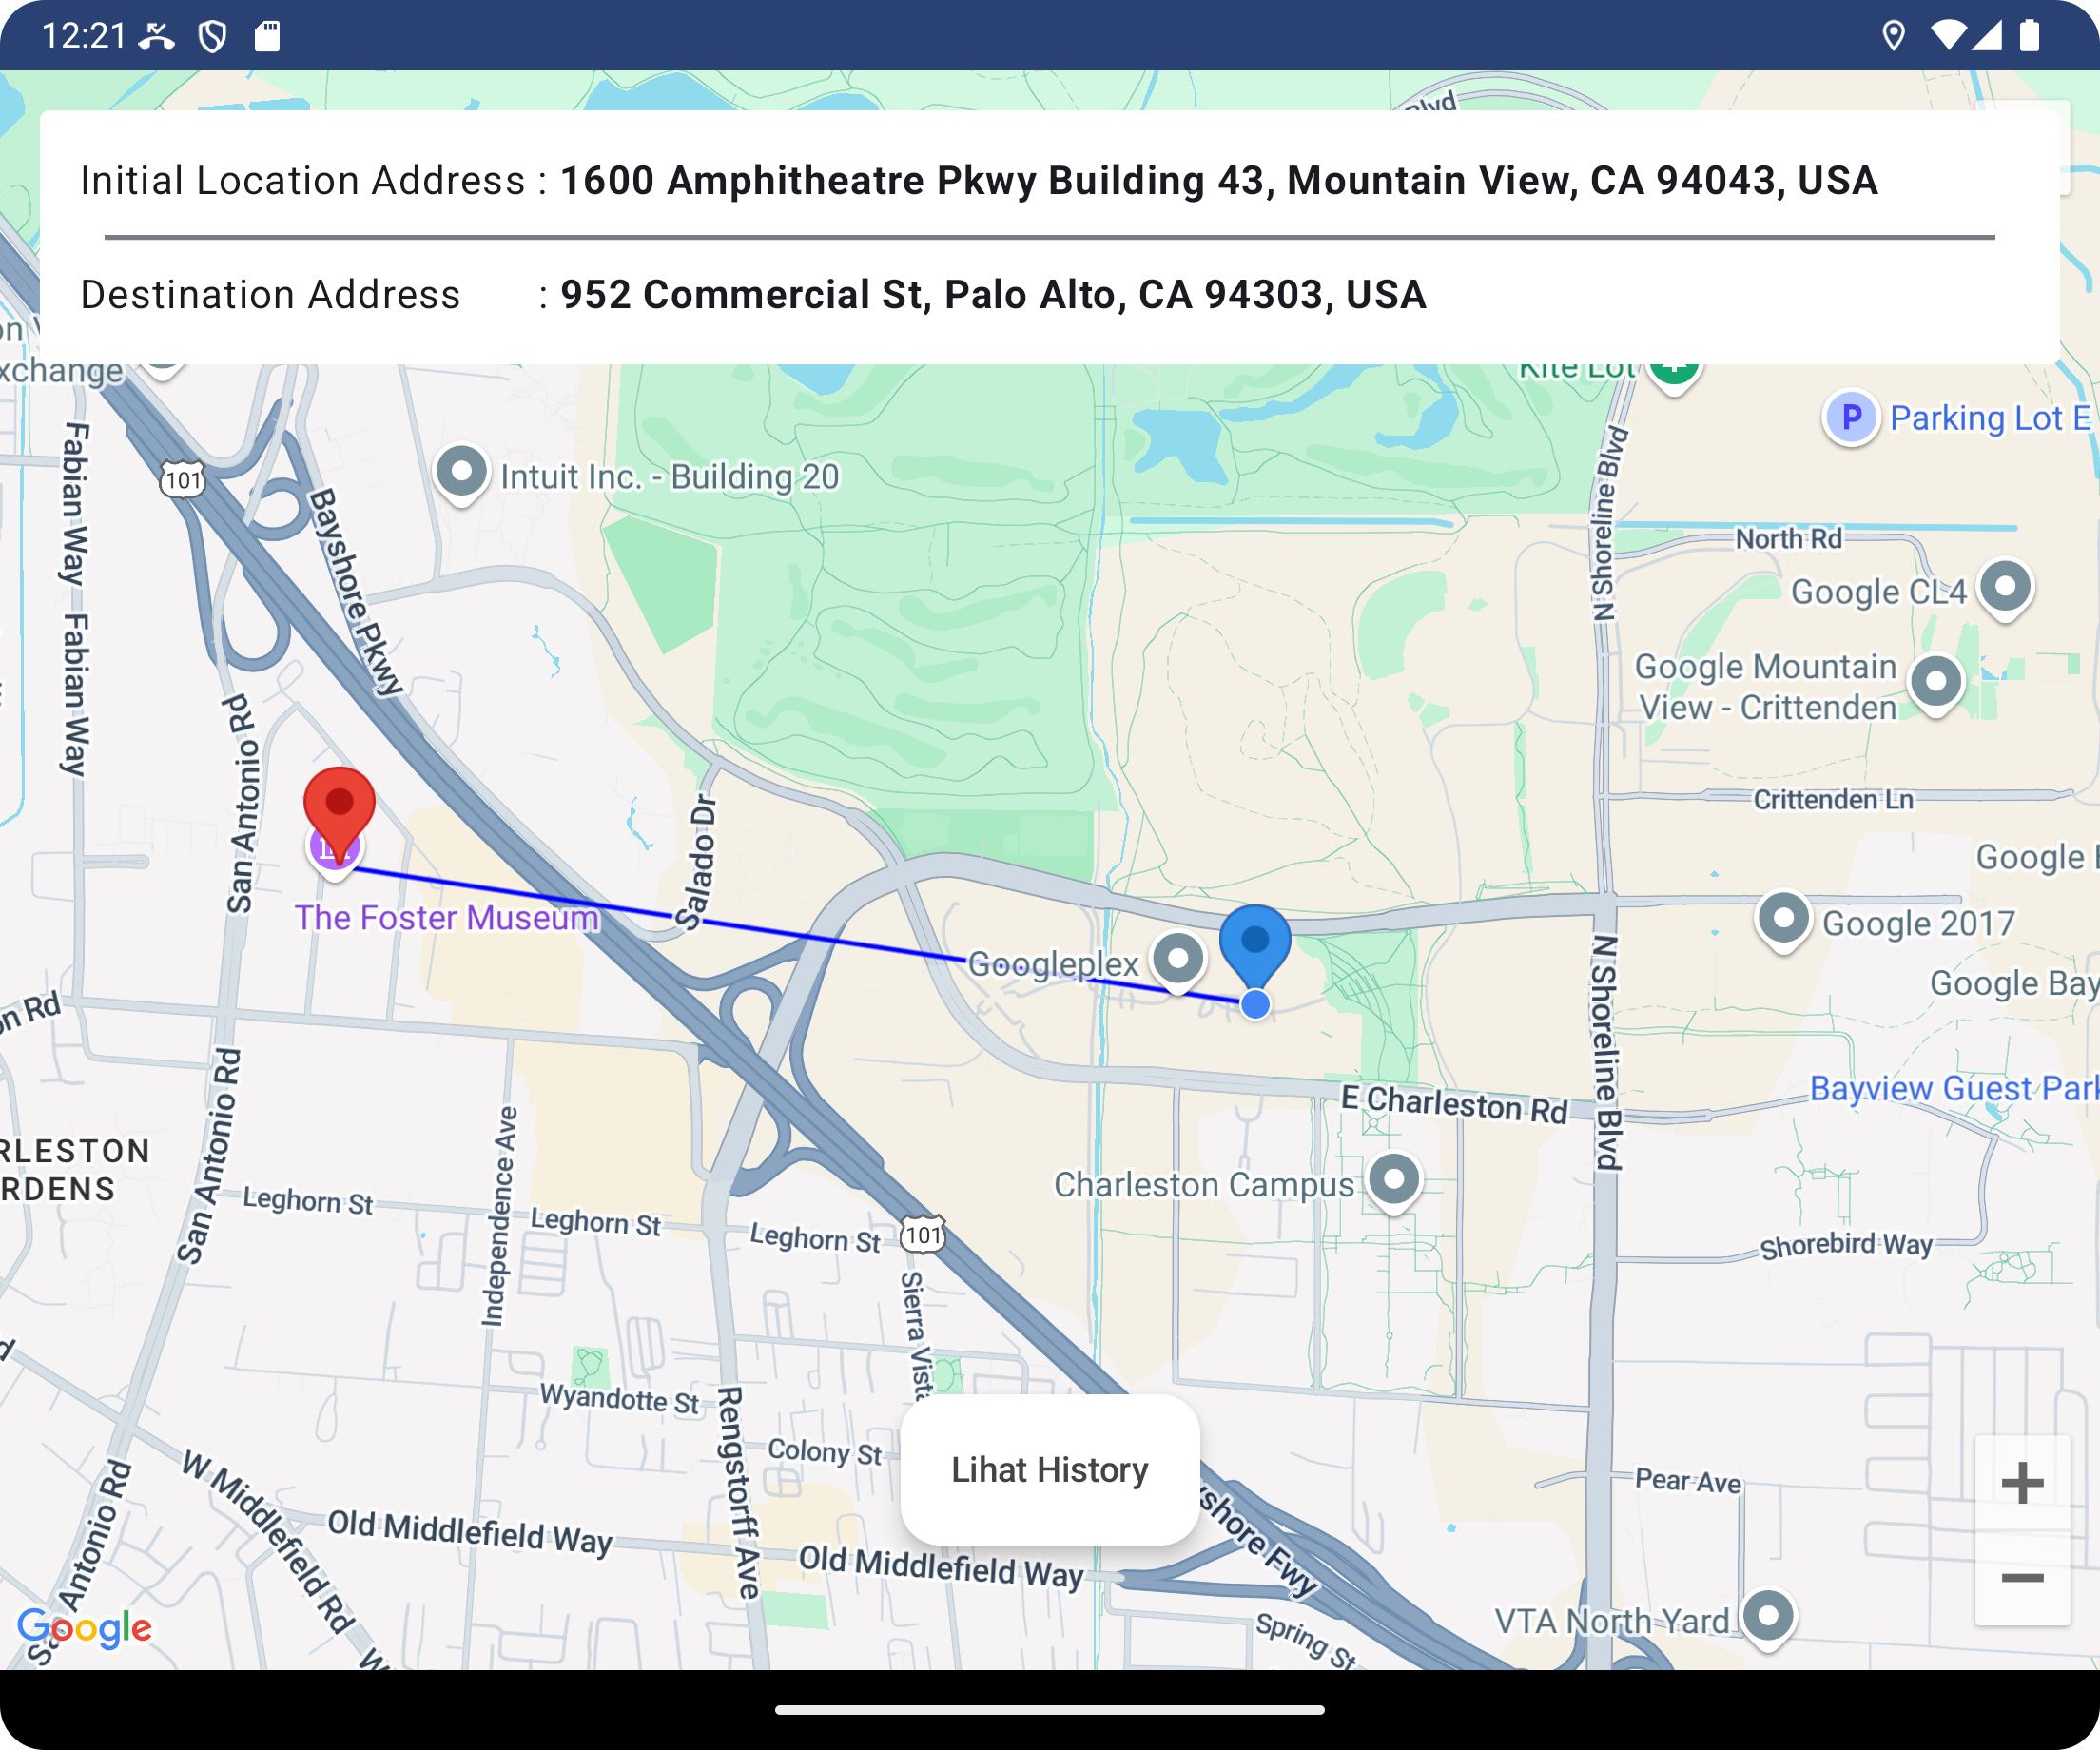 12:21
Blvd
Initial Location Address : 1600 Amphitheatre Pkwy Building 43, Mountain View, CA 94043, USA
Destination Address : 952 Commercial St, Palo Alto, CA 94303, USA
xchange
Kite Lot
P Parking Lot E
101
Intuit Inc. - Building 20
Fabian Way
Fabian Way
Bayshore Pkwy
N Shoreline Blvd
North Rd
Google CL4
Google Mountain
View - Crittenden
San Antonio Rd
Crittenden Ln
Salado Dr
Google
The Foster Museum
Google 2017
Googleplex
Google Bay
N Shoreline Blvd
on Rd
E Charleston Rd
Bayview Guest Park
San Antonio Rd
RLESTON
RDENS
Independence Ave
Charleston Campus
Leghorn St
Leghorn St
Leghorn St
101
Shorebird Way
Sierra Vista
Wyandotte St
Rengstorff Ave
Colony St
Lihat History
Pear Ave
W Middlefield Rd
San Antonio Rd
Old Middlefield Way
Old Middlefield Way
yshore Fwy
Google
VTA North Yard
Spring St
W